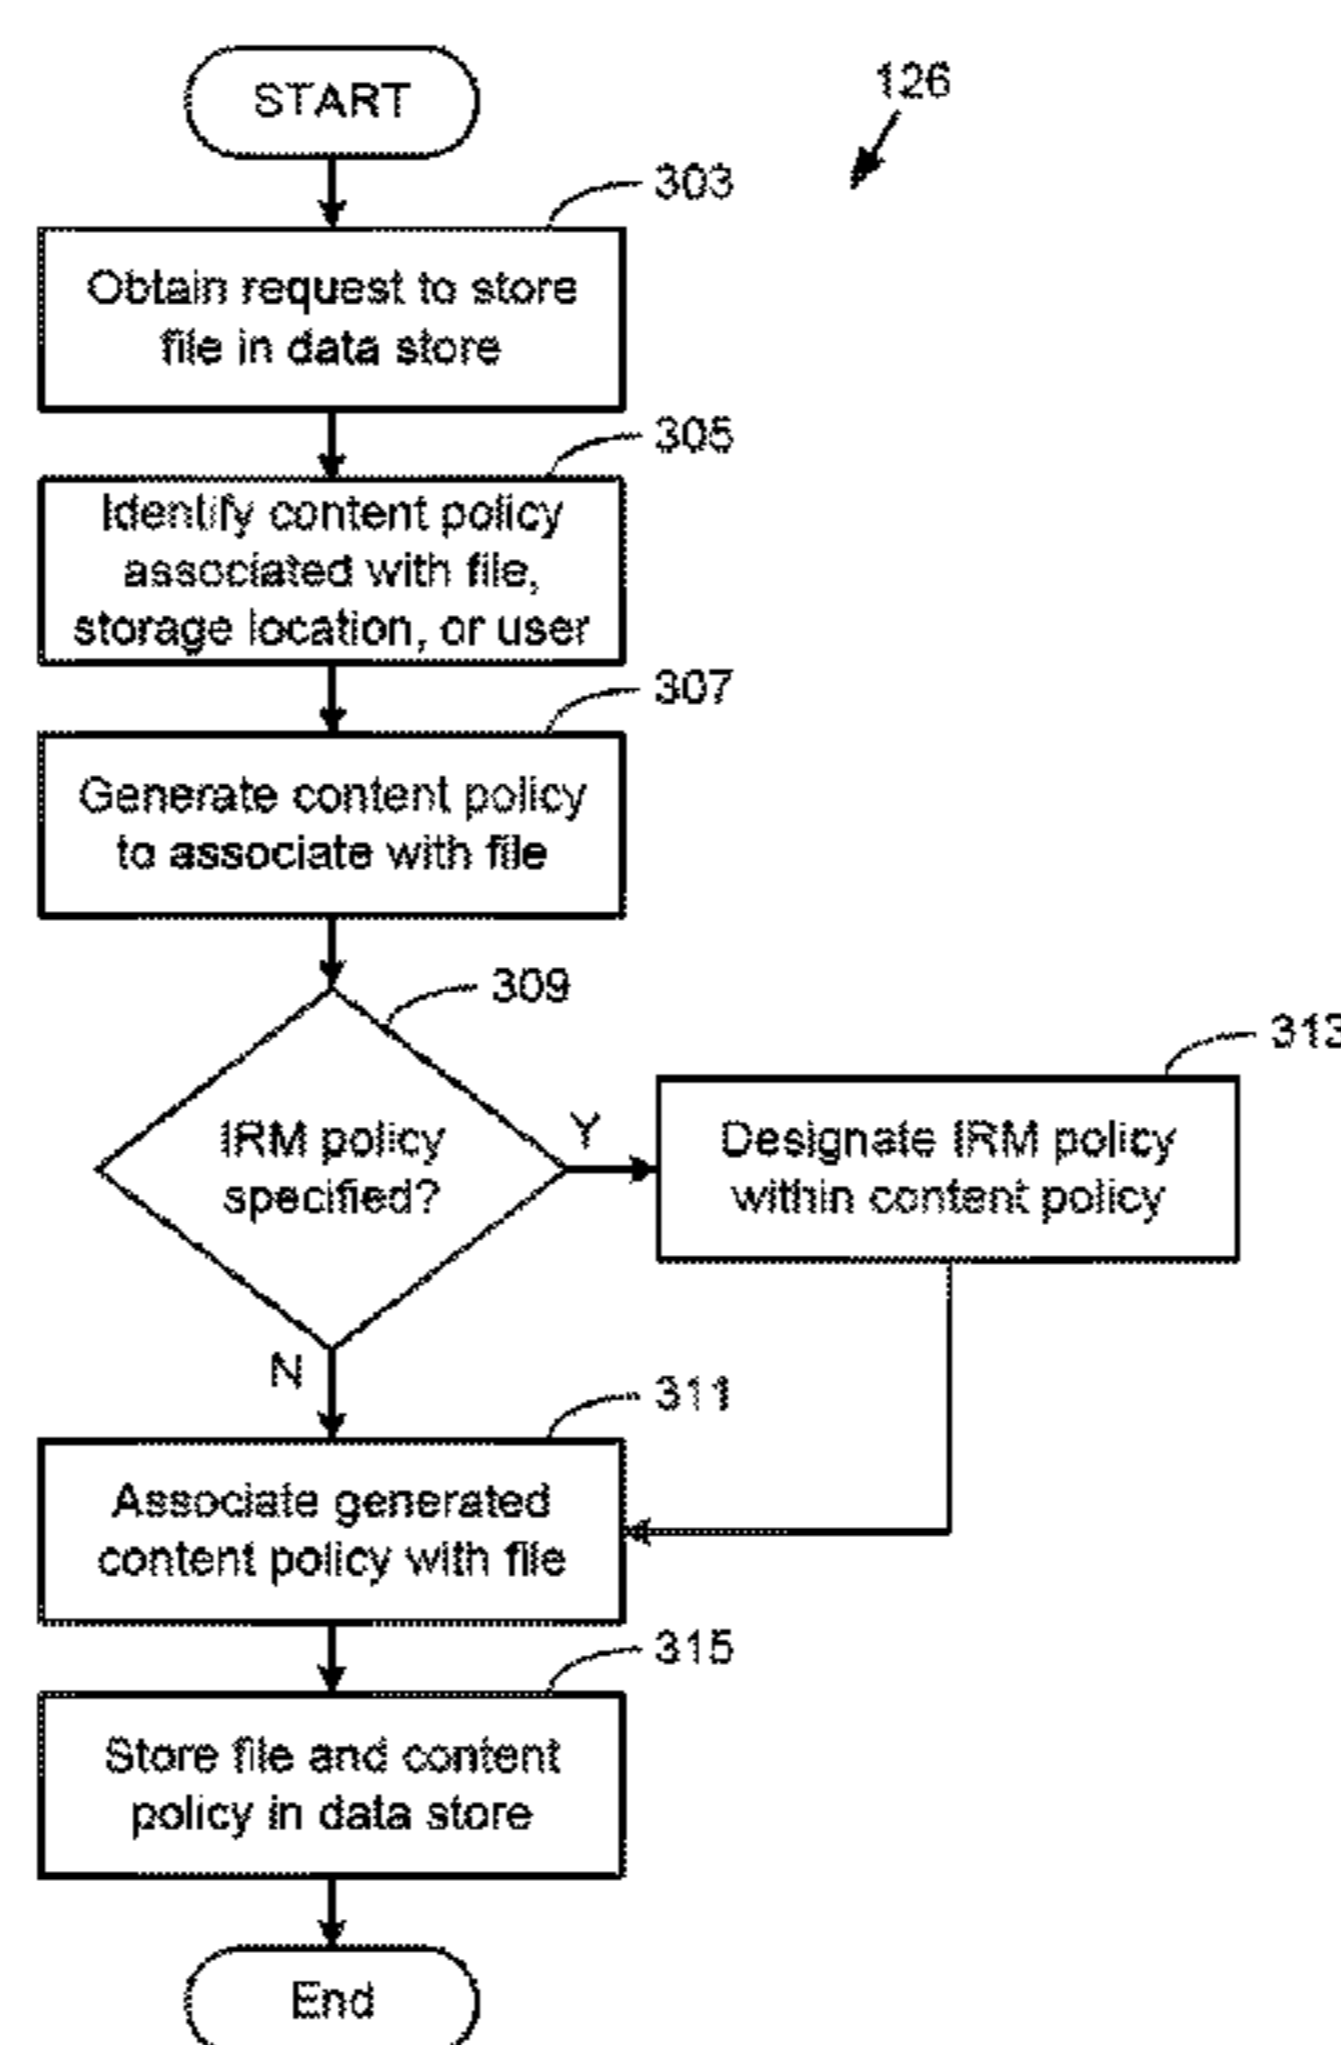 START
126
303
Obtain request to store
file in data store
305
Identify content policy
associated with file,
storage location, or user
307
Generate content policy
to associate with file
309
IRM policy
specified?
Y
313
Designate IRM policy
within content policy
N
311
Associate generated
content policy with file
315
Store file and content
policy in data store
End